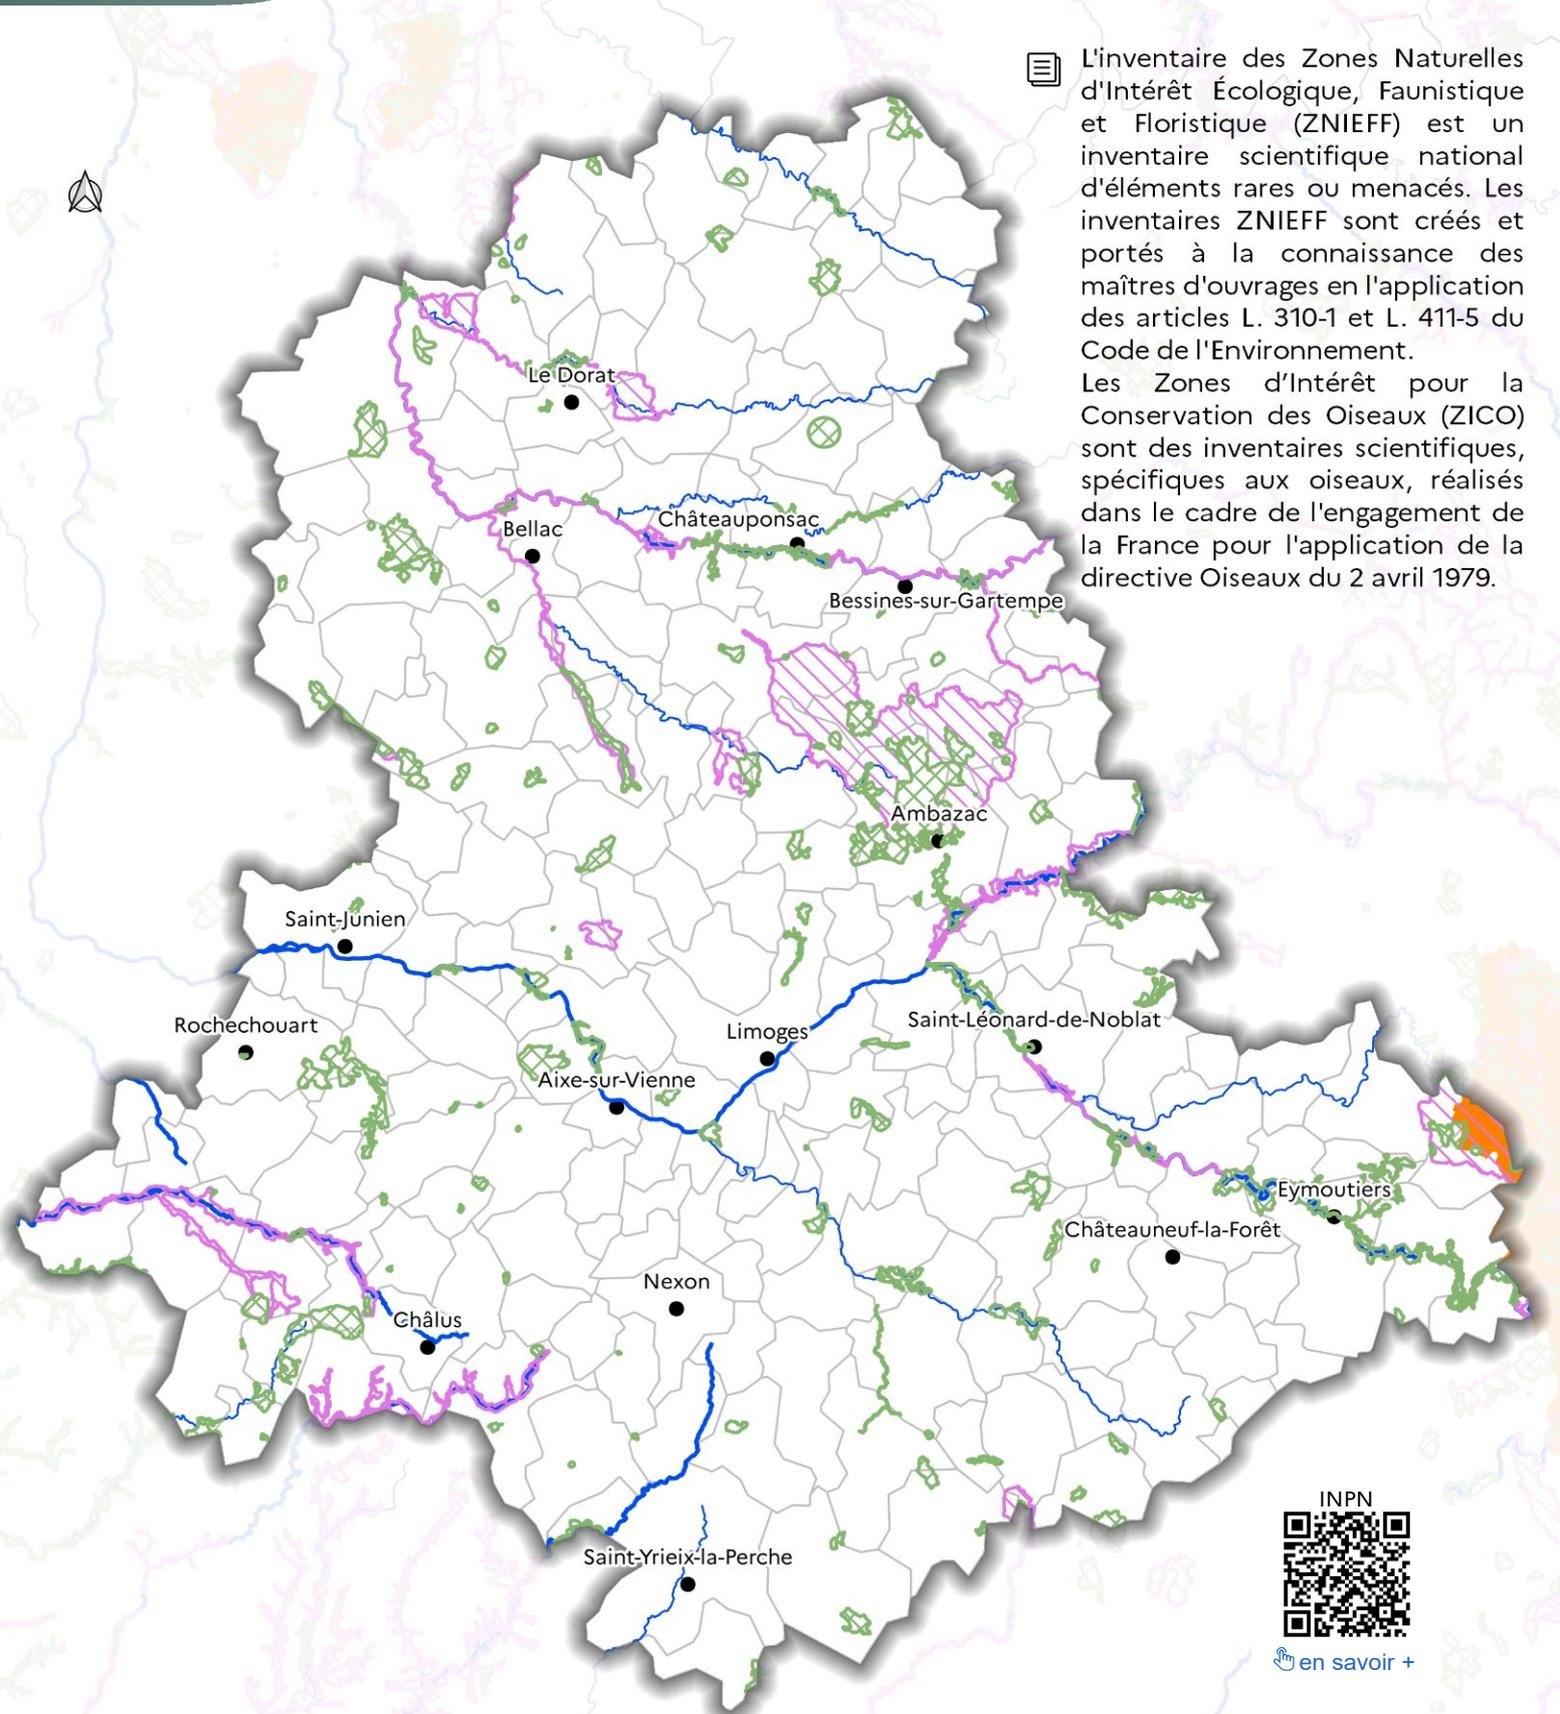 L'inventaire des Zones Naturelles
d'Intérêt Écologique, Faunistique
et Floristique (ZNIEFF) est un
inventaire scientifique national
d'éléments rares ou menacés. Les
inventaires ZNIEFF sont créés et
portés à la connaissance des
maîtres d'ouvrages en l'application
des articles L. 310-1 et L. 411-5 du
Code de l'Environnement.
Les Zones d’Intérêt pour la
Conservation des Oiseaux (ZICO)
sont des inventaires scientifiques,
spécifiques aux oiseaux, réalisés
dans le cadre de l'engagement de
la France pour l'application de la
directive Oiseaux du 2 avril 1979.
Le Dorat
Châteauponsac
Bellac
Bessines-sur-Gartempe
Ambazac
Saint-Junien
Rochechouart
Limoges
Saint-Léonard-de-Noblat
Aixe-sur-Vienne
Eymoutiers
Châteauneuf-la-Forêt
Nexon
Châlus
Saint-Yrieix-la-Perche
INPN
en savoir +